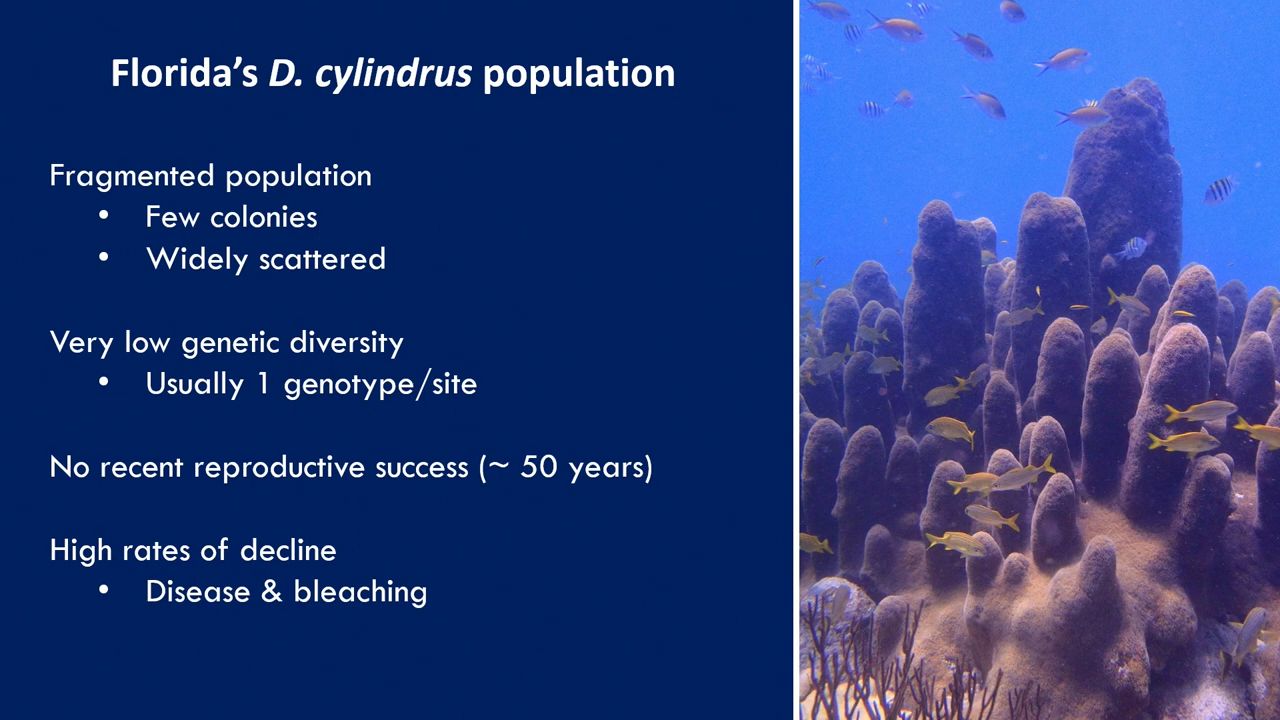 Florida’s D. cylindrus population
Fragmented population
• Few colonies
• Widely scattered
Very low genetic diversity
• Usually 1 genotype/site
No recent reproductive success (~ 50 years)
High rates of decline
• Disease & bleaching